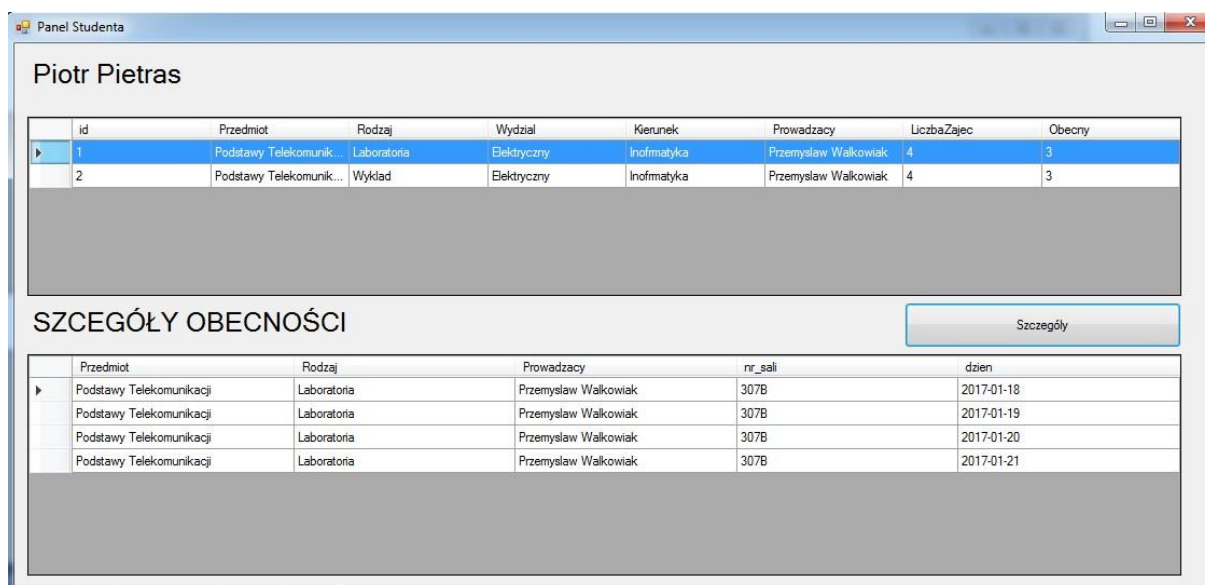 Panel Studenta
Piotr Pietras
id Przedmiot Rodzaj Wydzial Kierunek Prowadzacy LiczbaZajec Obecny
1 Podstawy Telekomunik... Laboratoria Elektryczny Inofrmatyka Przemyslaw Walkowiak 4 3
2 Podstawy Telekomunik... Wyklad Elektryczny Inofrmatyka Przemyslaw Walkowiak 4 3
SZCEGÓŁY OBECNOŚCI
Szczególy
Przedmiot Rodzaj Prowadzacy nr_sali dzien
Podstawy Telekomunikacji Laboratoria Przemyslaw Walkowiak 307B 2017-01-18
Podstawy Telekomunikacji Laboratoria Przemyslaw Walkowiak 307B 2017-01-19
Podstawy Telekomunikacji Laboratoria Przemyslaw Walkowiak 307B 2017-01-20
Podstawy Telekomunikacji Laboratoria Przemyslaw Walkowiak 307B 2017-01-21